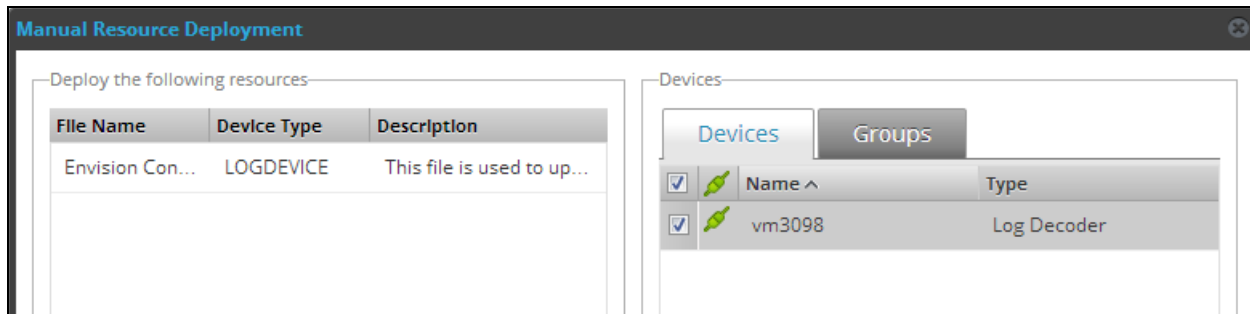 Manual Resource Deployment
Deploy the following resources
File Name Device Type Description
Envision Con... LOGDEVICE This file is used to up...
Devices
Devices Groups
Name Type
vm3098 Log Decoder